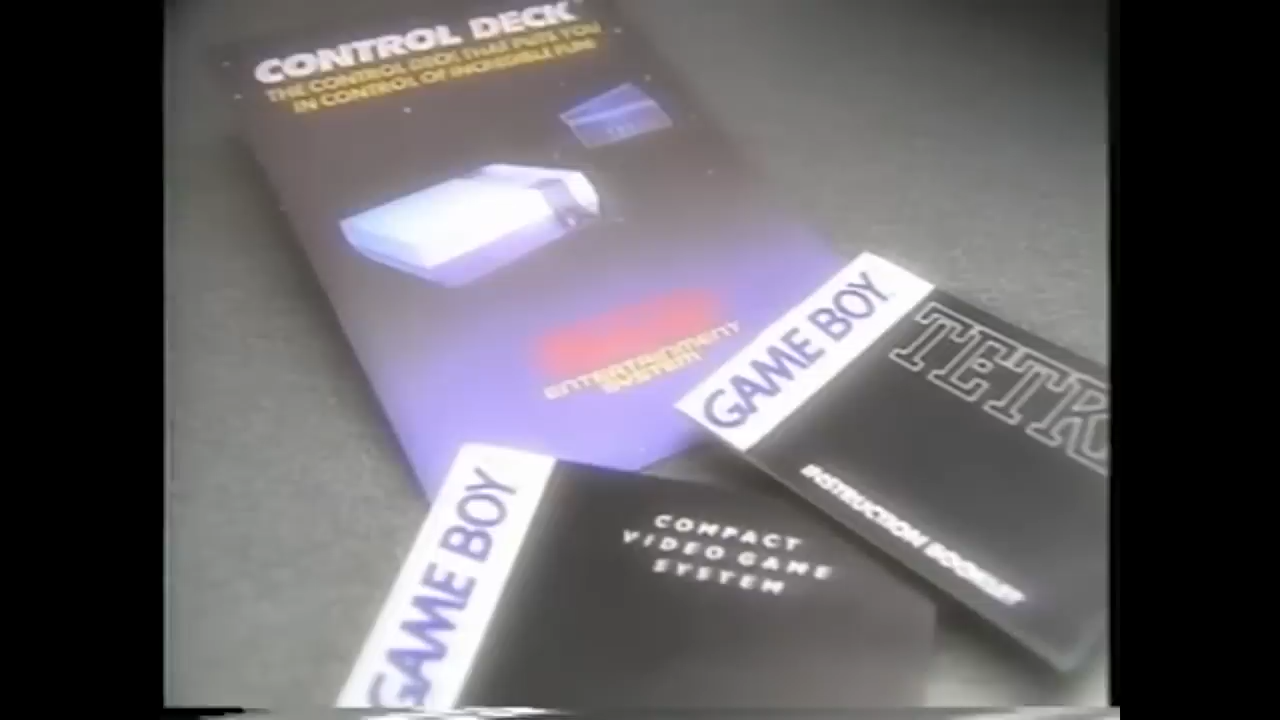 CONTROL DECK
THE CONTROL DECK THAT PUTS YOU
IN CONTROL OF INCREDIBLE FUN!
ENTERTAINMENT
SYSTEM
GAME BOY
TETR
INSTRUCTION BOOKLET
GAME BOY
COMPACT
VIDEO GAME
SYSTEM